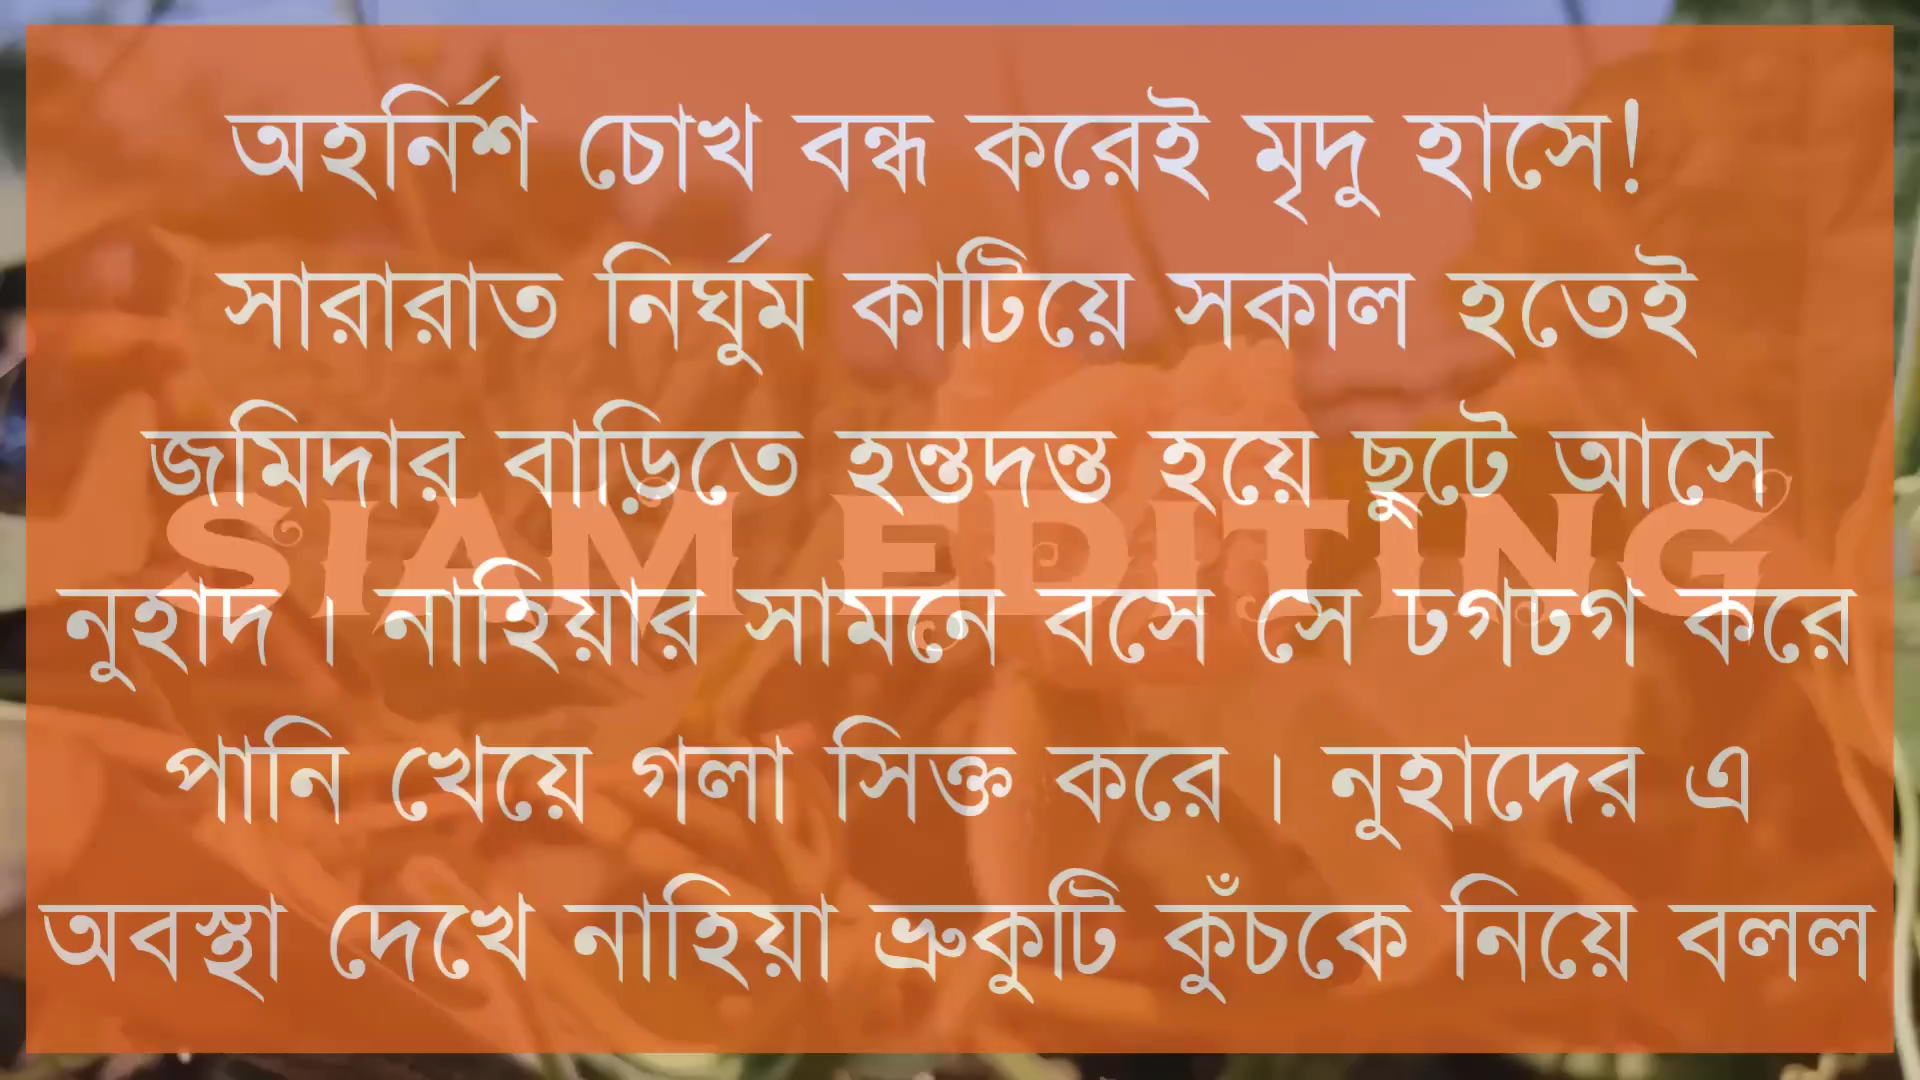 অহর্নিশ চোখ বন্ধ করেই মৃদু হাসে!
সারারাত নির্ঘুম কাটিয়ে সকাল হতেই
জমিদার বাড়িতে হন্তদন্ত হয়ে ছুটে আসে
SIAM EDITING
নুহাদ। নাহিয়ার সামনে বসে সে ঢগঢগ করে
পানি খেয়ে গলা সিক্ত করে। নুহাদের এ
অবস্থা দেখে নাহিয়া ভ্রুকুটি কুঁচকে নিয়ে বলল